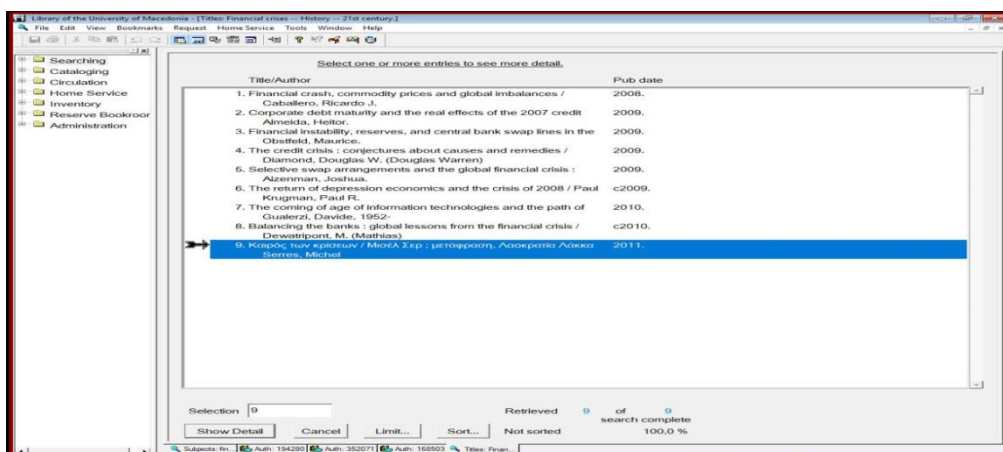 Library of the University of Macedonia - [Titles: Financial crises -- History -- 21st century.]
File Edit View Bookmarks Request Home Service Tools Window Help
Searching
Cataloging
Circulation
Home Service
Inventory
Reserve Bookroor
Administration
Select one or more entries to see more detail.
Title/Author Pub date
1. Financial crash, commodity prices and global imbalances / 2008.
Caballero, Ricardo J.
2. Corporate debt maturity and the real effects of the 2007 credit 2009.
Almeida, Heitor.
3. Financial instability, reserves, and central bank swap lines in the 2009.
Obstfeld, Maurice.
4. The credit crisis : conjectures about causes and remedies / 2009.
Diamond, Douglas W. (Douglas Warren)
5. Selective swap arrangements and the global financial crisis : 2009.
Aizenman, Joshua.
6. The return of depression economics and the crisis of 2008 / Paul c2009.
Krugman, Paul R.
7. The coming of age of information technologies and the path of 2010.
Gualerzi, Davide, 1952-
8. Balancing the banks : global lessons from the financial crisis / c2010.
Dewatripont, M. (Mathias)
9. Καιρός των κρίσεων / Μισέλ Σερ ; μετάφραση, Λαοκρατία Λάκκα 2011.
Serres, Michel
Selection 9 Retrieved 9 of 9
search complete
Show Detail Cancel Limit... Sort... Not sorted 100,0 %
Subjects: fin... Auth: 194280 Auth: 352071 Auth: 168503 Titles: Finan...